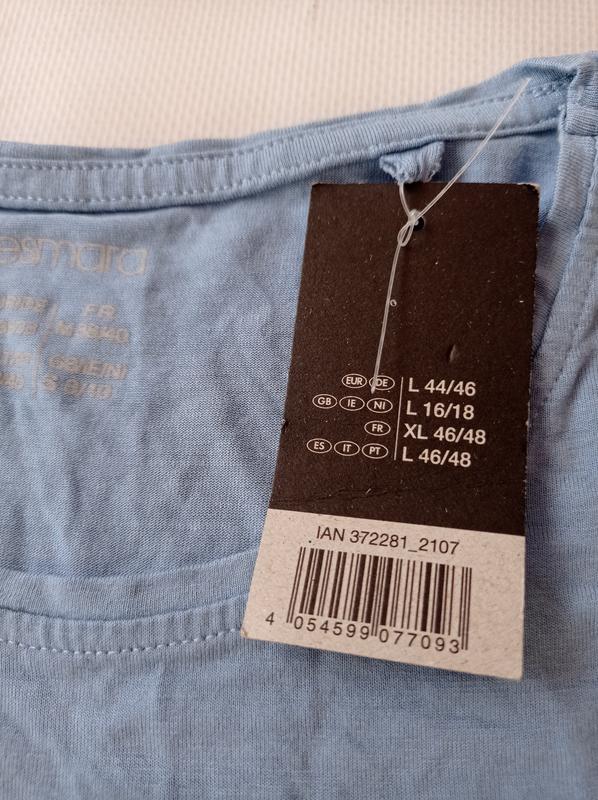 esmara
FR
L 44/46
EUR DE
L 16/18
GB IE NI
XL 46/48
FR
L 46/48
ES IT PT
IAN 372281_2107
4 054599 077093